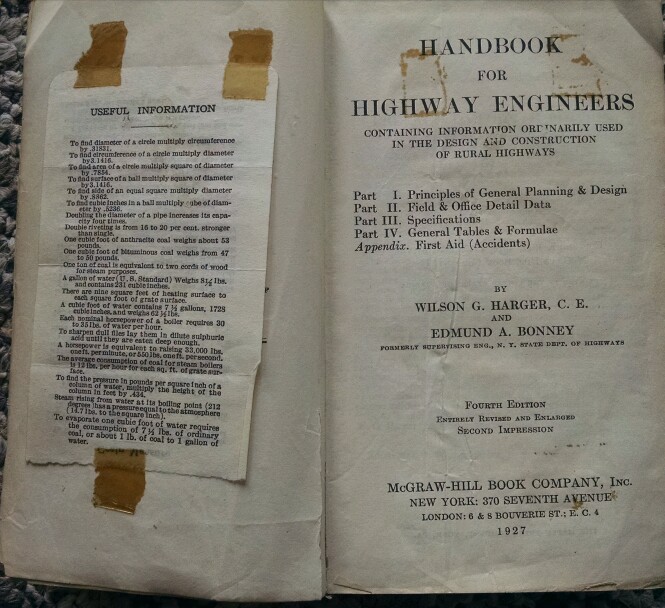 USEFUL INFORMATION
To find diameter of a circle multiply circumference
by .31831.
To find circumference of a circle multiply diameter
by 3.1416.
To find area of a circle multiply square of diameter
by .7854.
To find surface of a ball multiply square of diameter
by 3.1416.
To find side of an equal square multiply diameter
by .8862.
To find cubic inches in a ball multiply cube of diam-
eter by .5236.
Doubling the diameter of a pipe increases its capa-
city four times.
Double riveting is from 16 to 20 per cent. stronger
than single.
One cubic foot of anthracite coal weighs about 53
pounds.
One cubic foot of bituminous coal weighs from 47
to 50 pounds.
One ton of coal is equivalent to two cords of wood
for steam purposes.
A gallon of water (U. S. Standard) Weighs 8⅓ lbs.
and contains 231 cubic inches.
There are nine square feet of heating surface to
each square foot of grate surface.
A cubic foot of water contains 7½ gallons, 1728
cubic inches, and weighs 62½ lbs.
Each nominal horsepower of a boiler requires 30
to 35 lbs. of water per hour.
To sharpen dull files lay them in dilute sulphuric
acid until they are eaten deep enough.
A horsepower is equivalent to raising 33,000 lbs.
one ft. per minute, or 550 lbs. one ft. per second.
The average consumption of coal for steam boilers
is 12 lbs. per hour for each sq. ft. of grate sur-
face.
To find the pressure in pounds per square inch of a
column of water, multiply the height of the
column in feet by .434.
Steam rising from water at its boiling point (212
degrees) has a pressure equal to the atmosphere
(14.7 lbs. to the square inch).
To evaporate one cubic foot of water requires
the consumption of 7½ lbs. of ordinary
coal, or about 1 lb. of coal to 1 gallon of
water.
HANDBOOK
FOR
HIGHWAY ENGINEERS
CONTAINING INFORMATION ORDINARILY USED
IN THE DESIGN AND CONSTRUCTION
OF RURAL HIGHWAYS
Part I. Principles of General Planning & Design
Part II. Field & Office Detail Data
Part III. Specifications
Part IV. General Tables & Formulae
Appendix. First Aid (Accidents)
BY
WILSON G. HARGER, C. E.
AND
EDMUND A. BONNEY
FORMERLY SUPERVISING ENG., N. Y. STATE DEPT. OF HIGHWAYS
FOURTH EDITION
ENTIRELY REVISED AND ENLARGED
SECOND IMPRESSION
McGRAW-HILL BOOK COMPANY, INC.
NEW YORK: 370 SEVENTH AVENUE
LONDON: 6 & 8 BOUVERIE ST.; E. C. 4
1927